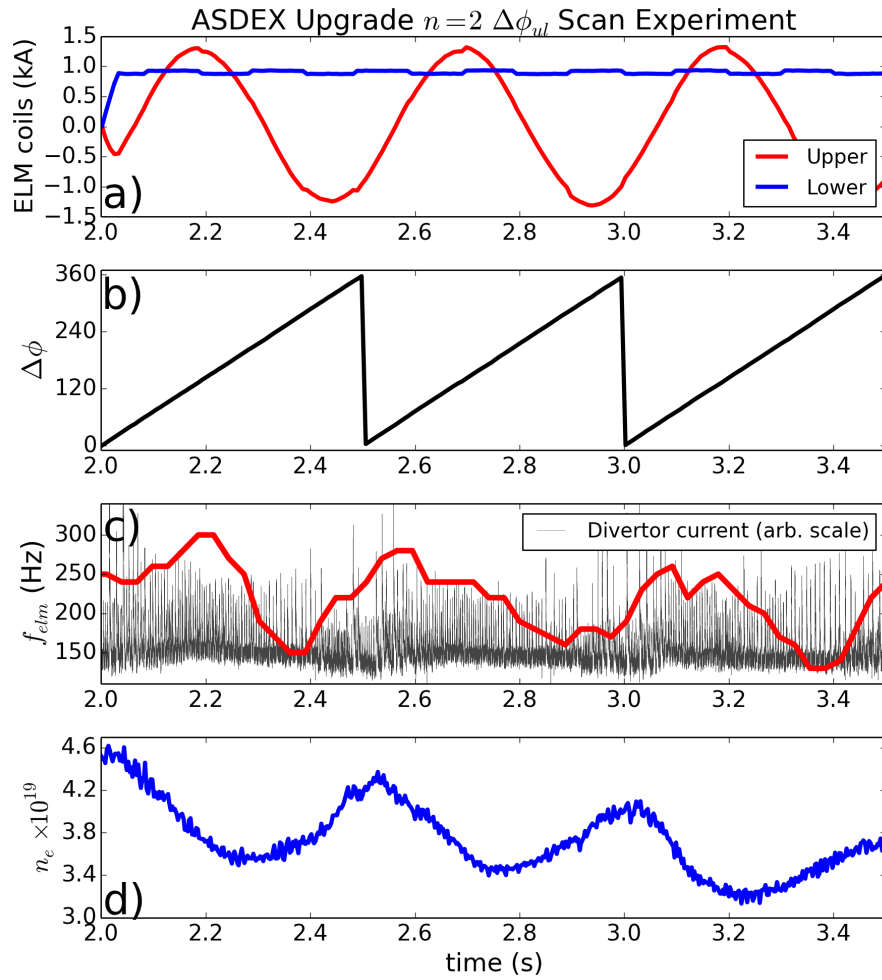 ASDEX Upgrade n=2 Δϕul Scan Experiment
ELM coils (kA)
1.5
1.0
0.5
0.0
−0.5
−1.0
−1.5
a)
Upper
Lower
2.0 2.2 2.4 2.6 2.8 3.0 3.2 3.4
Δϕ
360
240
120
0
b)
2.0 2.2 2.4 2.6 2.8 3.0 3.2 3.4
felm (Hz)
300
250
200
150
c)
Divertor current (arb. scale)
2.0 2.2 2.4 2.6 2.8 3.0 3.2 3.4
ne ×10^19
4.6
4.2
3.8
3.4
3.0
d)
2.0 2.2 2.4 2.6 2.8 3.0 3.2 3.4
time (s)